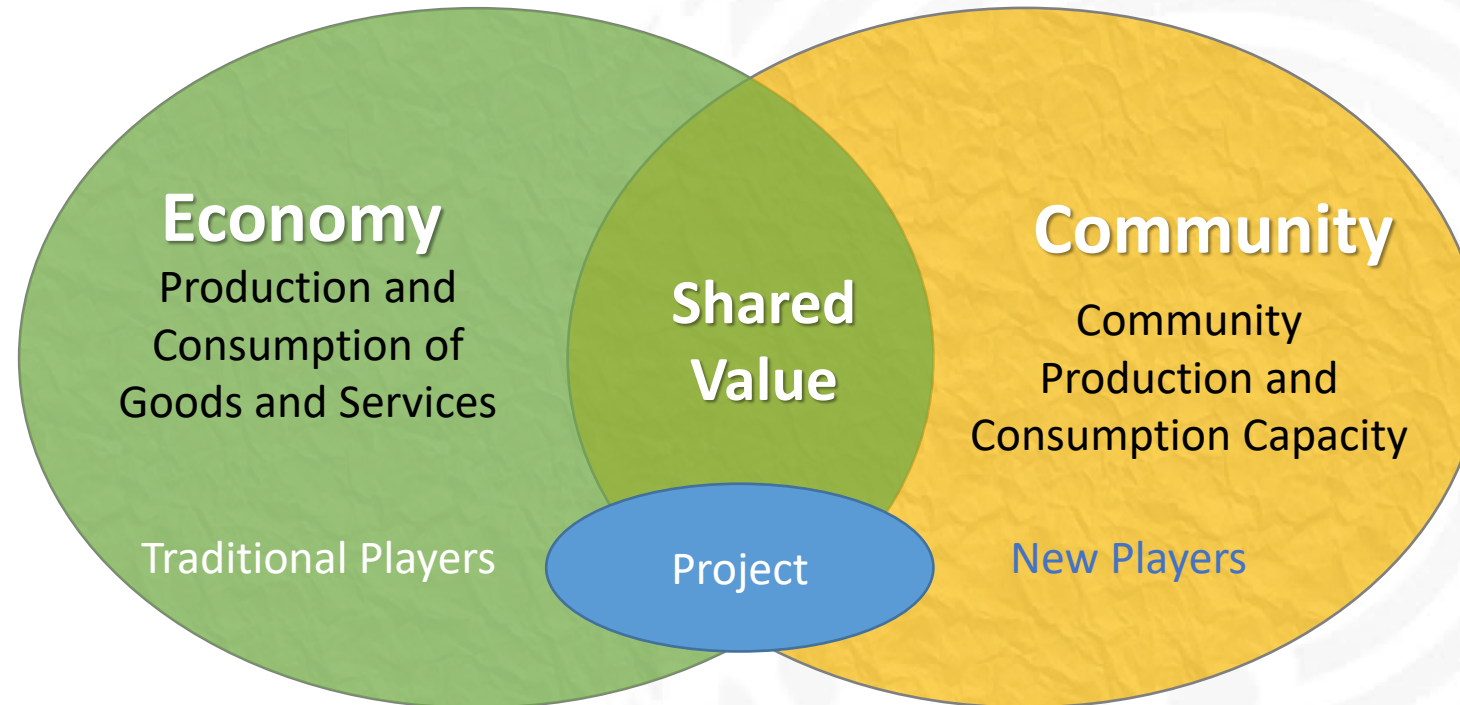 Economy
Production and
Consumption of
Goods and Services
Traditional Players
Shared
Value
Project
Community
Community
Production and
Consumption Capacity
New Players